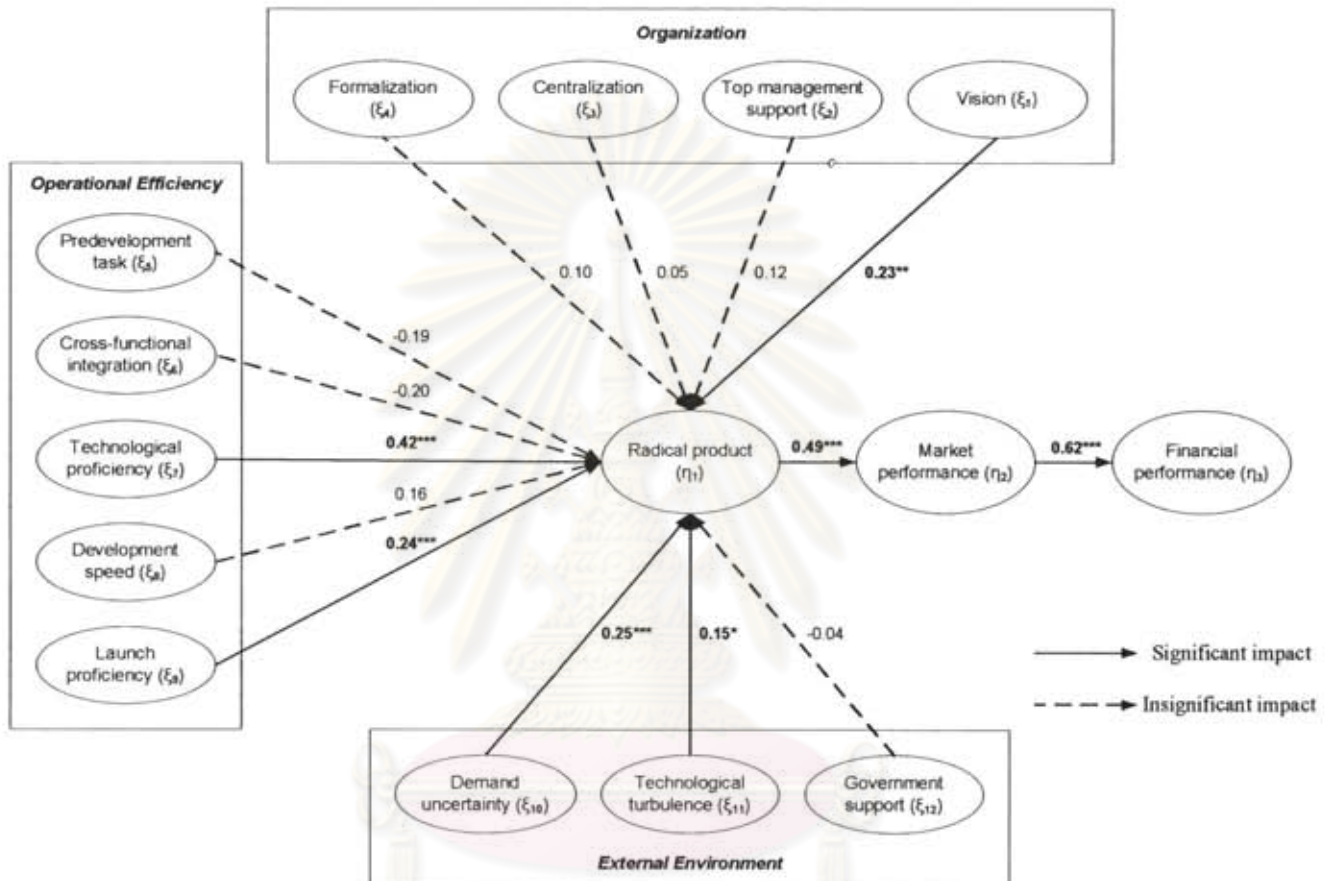 Organization
Formalization
(ξ4)
Centralization
(ξ3)
Top management
support (ξ2)
Vision (ξ1)
Operational Efficiency
Predevelopment
task (ξ5)
Cross-functional
integration (ξ6)
Technological
proficiency (ξ7)
Development
speed (ξ8)
Launch
proficiency (ξ9)
0.10
0.05
0.12
0.23**
-0.19
-0.20
0.42***
0.16
0.24***
Radical product
(η1)
0.49***
Market
performance (η2)
0.62***
Financial
performance (η3)
0.25***
0.15*
-0.04
Significant impact
Insignificant impact
Demand
uncertainty (ξ10)
Technological
turbulence (ξ11)
Government
support (ξ12)
External Environment